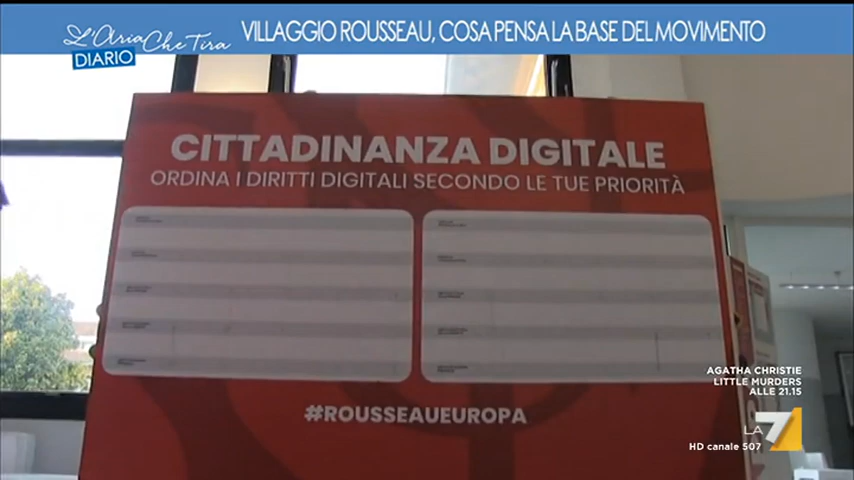 L'Aria Che Tira
DIARIO
VILLAGGIO ROUSSEAU, COSA PENSA LA BASE DEL MOVIMENTO
CITTADINANZA DIGITALE
ORDINA I DIRITTI DIGITALI SECONDO LE TUE PRIORITÀ
#ROUSSEAUEUROPA
AGATHA CHRISTIE
LITTLE MURDERS
ALLE 21.15
LA7
HD canale 507